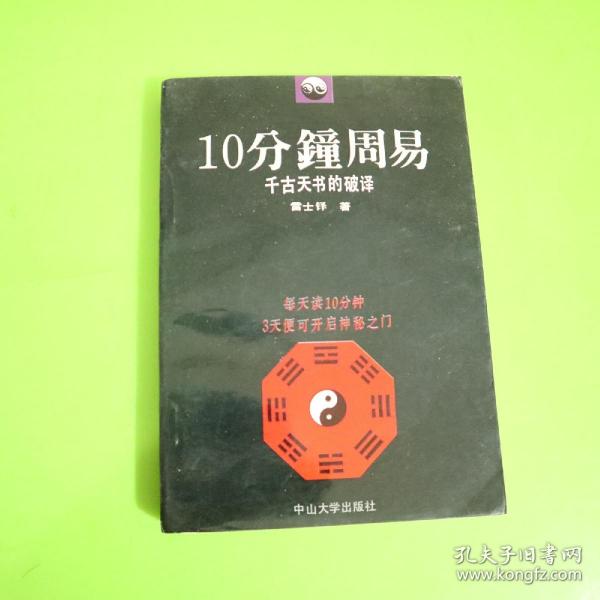 10分鐘周易
千古天书的破译
雷士铎 著
每天读10分钟
3天便可开启神秘之门
中山大学出版社
孔夫子旧书网
www.kongfz.com